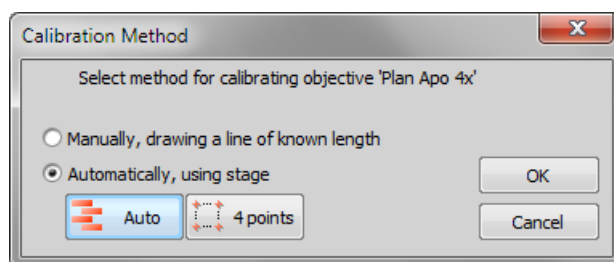 Calibration Method
Select method for calibrating objective 'Plan Apo 4x'
Manually, drawing a line of known length
Automatically, using stage
OK
Auto
4 points
Cancel